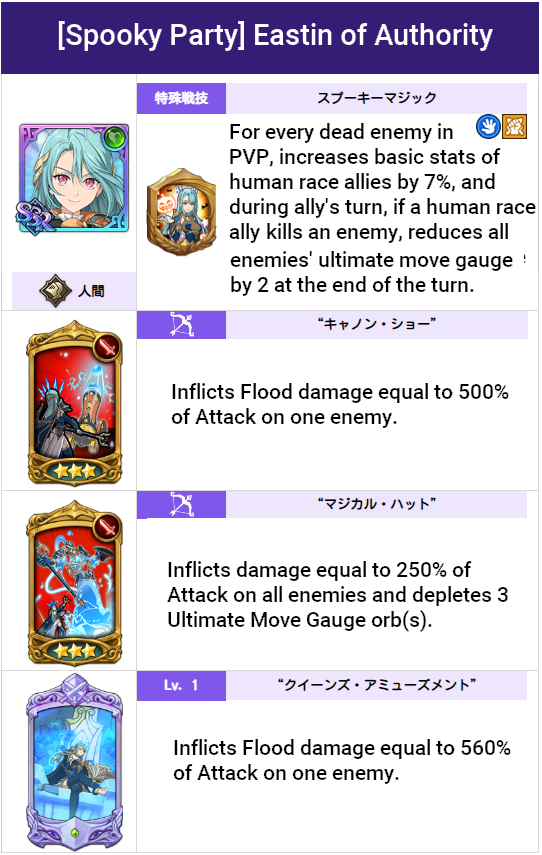 [Spooky Party] Eastin of Authority
特殊戦技
スプーキーマジック
For every dead enemy in
PVP, increases basic stats of
human race allies by 7%, and
during ally's turn, if a human race
ally kills an enemy, reduces all
enemies' ultimate move gauge
by 2 at the end of the turn.
SSR
人間
“キャノン・ショー”
Inflicts Flood damage equal to 500%
of Attack on one enemy.
“マジカル・ハット”
Inflicts damage equal to 250% of
Attack on all enemies and depletes 3
Ultimate Move Gauge orb(s).
Lv. 1
“クイーンズ・アミューズメント”
Inflicts Flood damage equal to 560%
of Attack on one enemy.